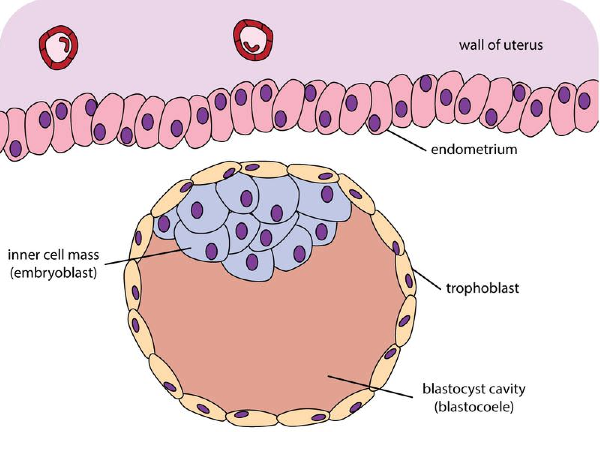 wall of uterus
endometrium
inner cell mass
(embryoblast)
trophoblast
blastocyst cavity
(blastocoele)